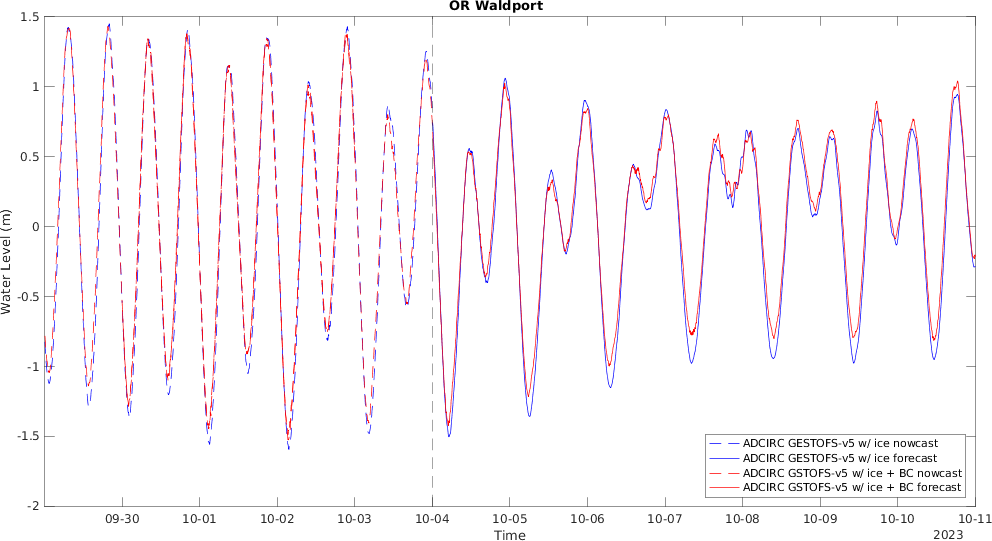 OR Waldport
1.5
1
0.5
0
-0.5
-1
-1.5
-2
Water Level (m)
ADCIRC GESTOFS-v5 w/ ice nowcast
ADCIRC GESTOFS-v5 w/ ice forecast
ADCIRC GSTOFS-v5 w/ ice + BC nowcast
ADCIRC GSTOFS-v5 w/ ice + BC forecast
09-30 10-01 10-02 10-03 10-04 10-05 10-06 10-07 10-08 10-09 10-10 10-11
Time
2023